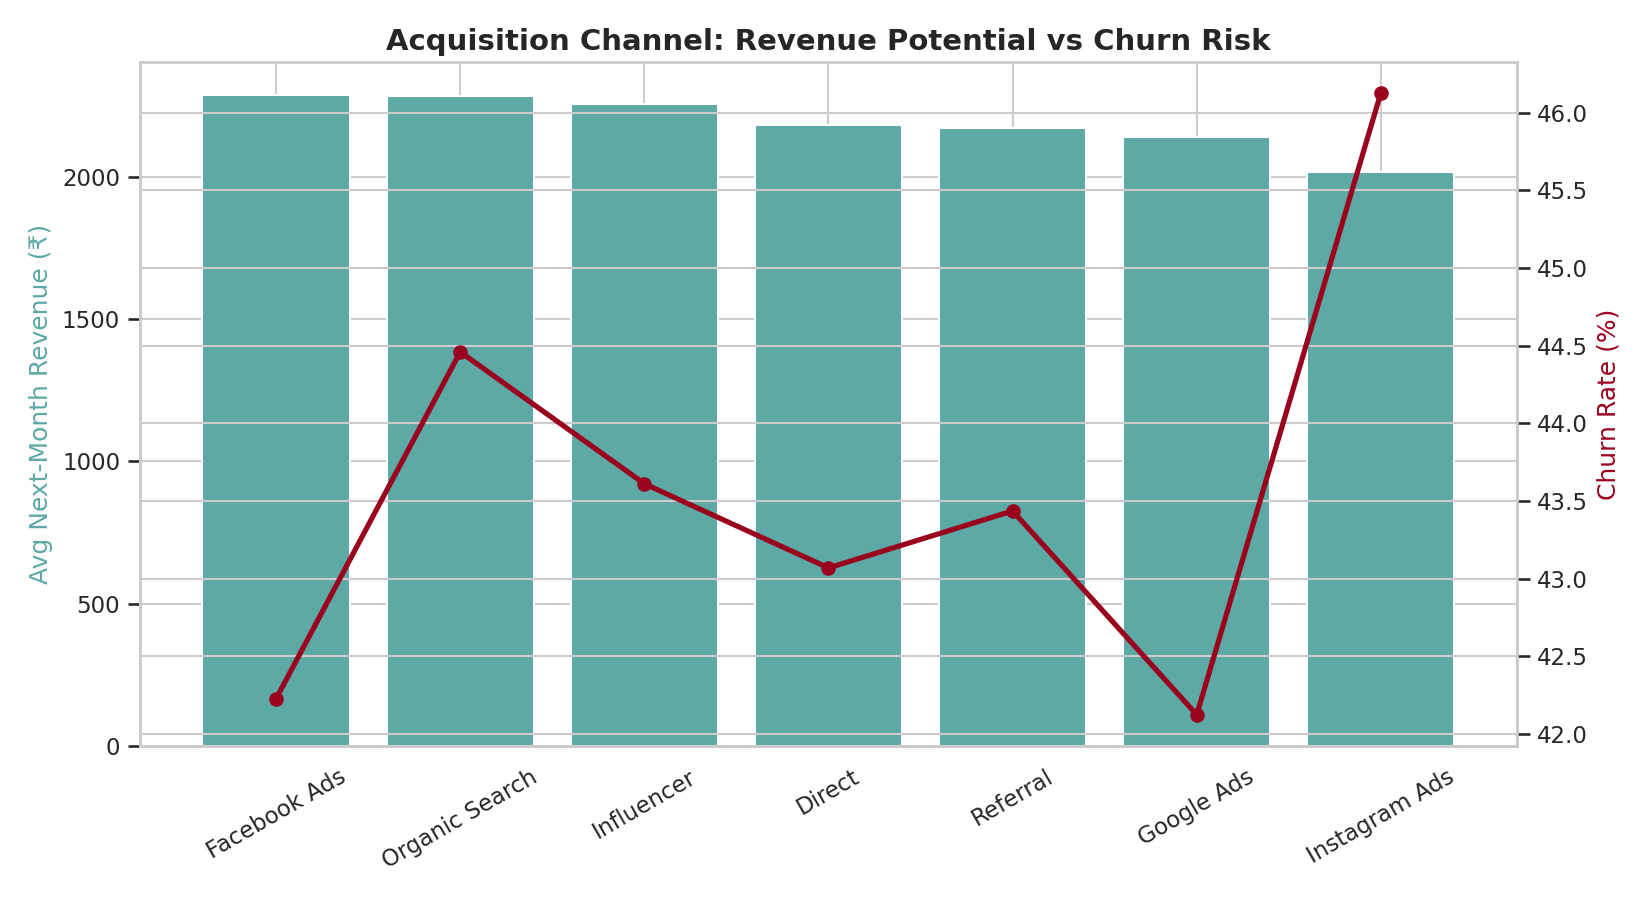 Acquisition Channel: Revenue Potential vs Churn Risk
Avg Next-Month Revenue (₹)
2000
1500
1000
500
0
46.0
45.5
45.0
44.5
44.0
43.5
43.0
42.5
42.0
Churn Rate (%)
Facebook Ads
Organic Search
Influencer
Direct
Referral
Google Ads
Instagram Ads